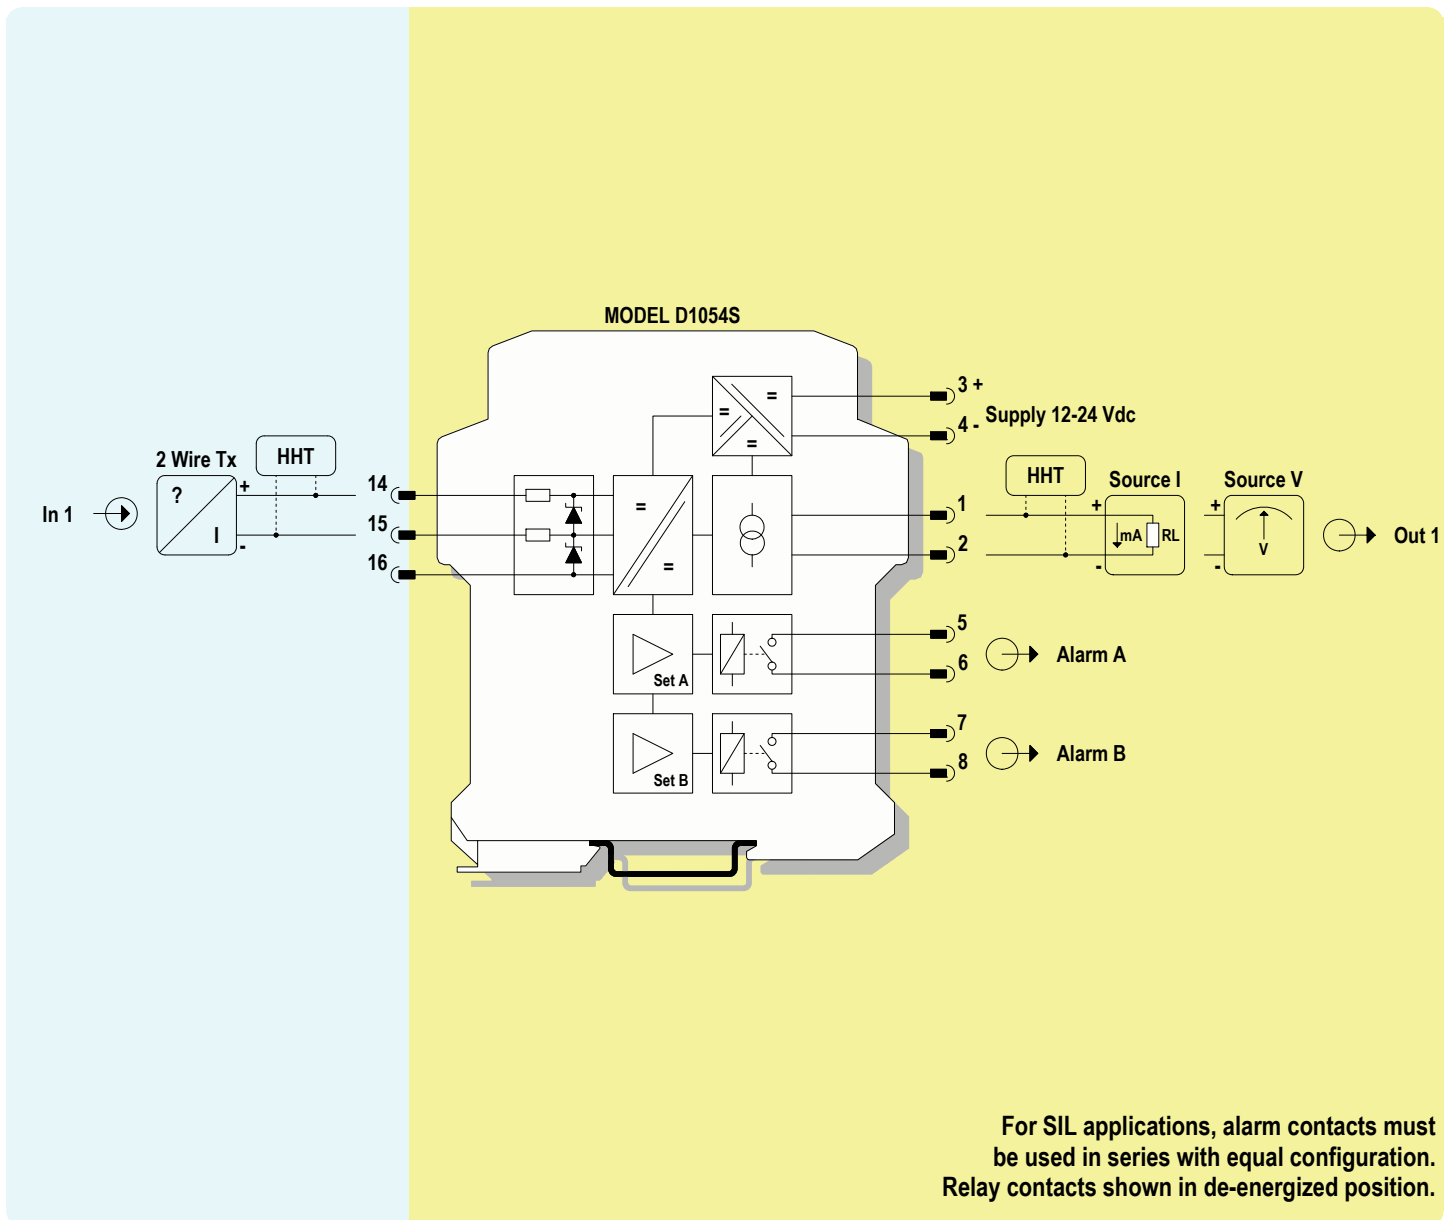 MODEL D1054S
3 +
4 -
Supply 12-24 Vdc
=
=
=
2 Wire Tx
HHT
?
I
+
-
In 1
14
15
16
=
=
1
2
HHT
Source I
+
-
mA
RL
Source V
+
-
V
Out 1
Set A
5
6
Alarm A
Set B
7
8
Alarm B
For SIL applications, alarm contacts must
be used in series with equal configuration.
Relay contacts shown in de-energized position.